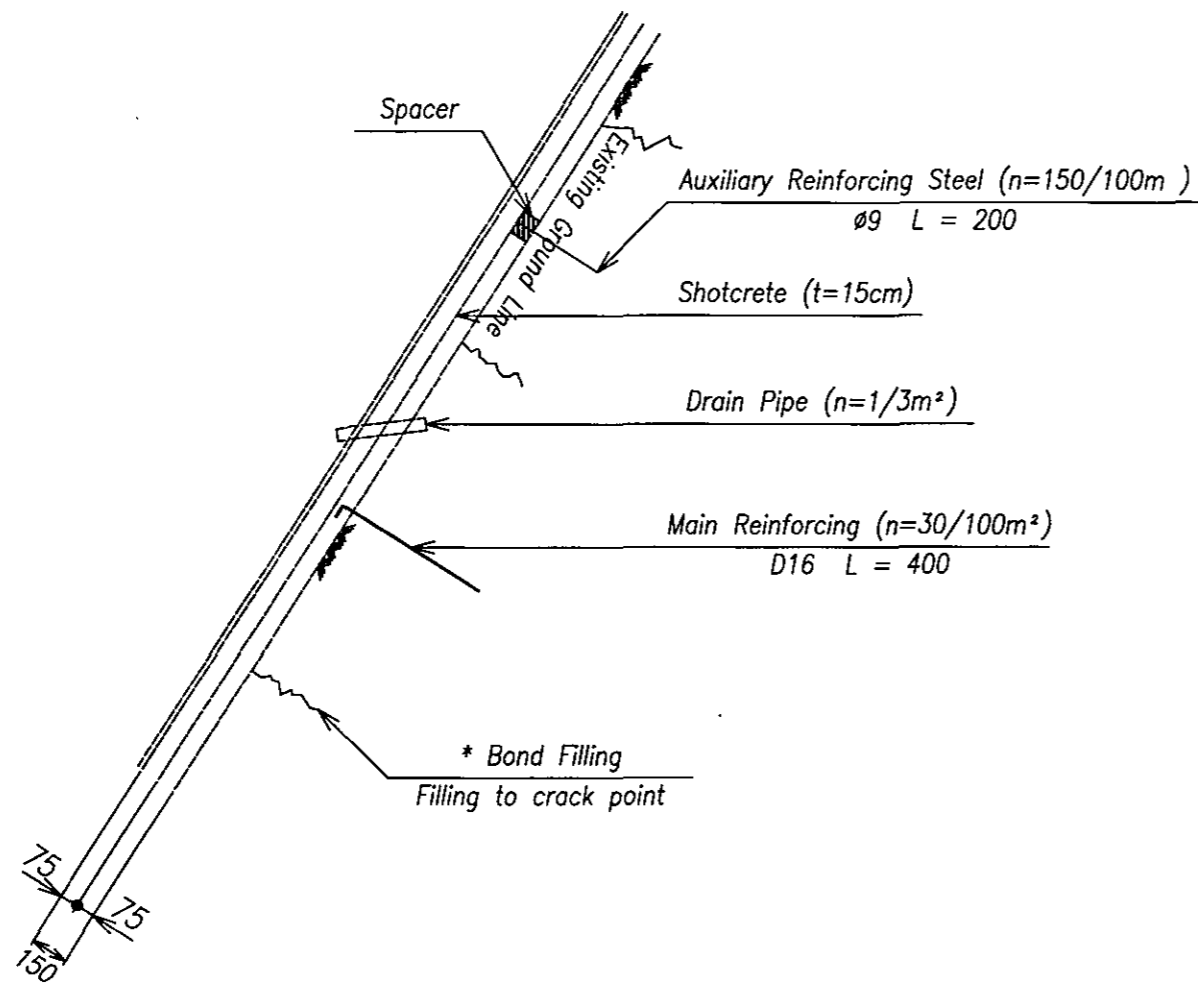 Spacer
Existing Ground Line
Auxiliary Reinforcing Steel (n=150/100m )
ø9 L = 200
Shotcrete (t=15cm)
Drain Pipe (n=1/3m²)
Main Reinforcing (n=30/100m²)
D16 L = 400
* Bond Filling
Filling to crack point
75
75
150